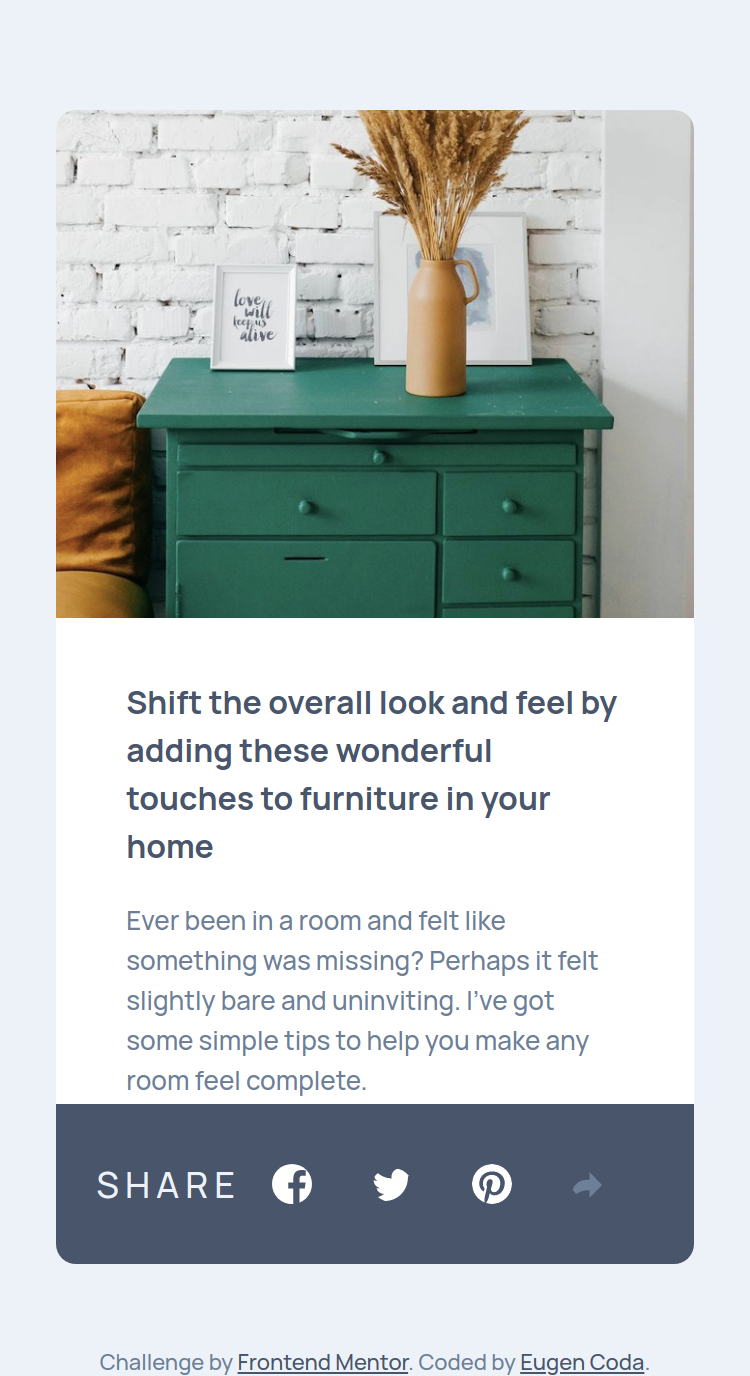 love
will
keep us
alive
Shift the overall look and feel by
adding these wonderful
touches to furniture in your
home
Ever been in a room and felt like
something was missing? Perhaps it felt
slightly bare and uninviting. I’ve got
some simple tips to help you make any
room feel complete.
SHARE
Challenge by Frontend Mentor. Coded by Eugen Coda.